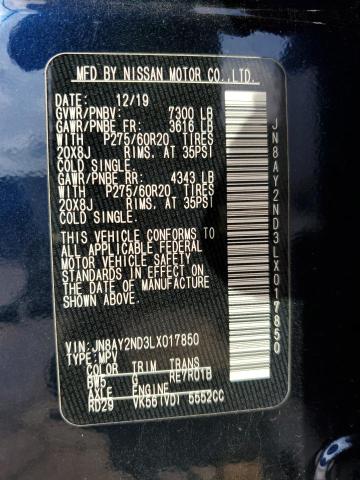 MFD BY NISSAN MOTOR CO.,LTD.
DATE: 12/19
GVWR/PNBV: 7300 LB
GAWR/PNBE FR: 3616 LB
WITH P275/60R20 TIRES
20X8J RIMS. AT 35PSI
COLD SINGLE.
GAWR/PNBE RR: 4343 LB
WITH P275/60R20 TIRES
20X8J RIMS. AT 35PSI
COLD SINGLE.
THIS VEHICLE CONFORMS TO
ALL APPLICABLE FEDERAL
MOTOR VEHICLE SAFETY
STANDARDS IN EFFECT ON
THE DATE OF MANUFACTURE
SHOWN ABOVE.
VIN: JN8AY2ND3LX017850
TYPE: MPV
COLOR TRIM TRANS
BW5 G RE7R01B
AXLE ENGINE
RD29 VK56(VD) 5552CC
JN8AY2ND3LX017850